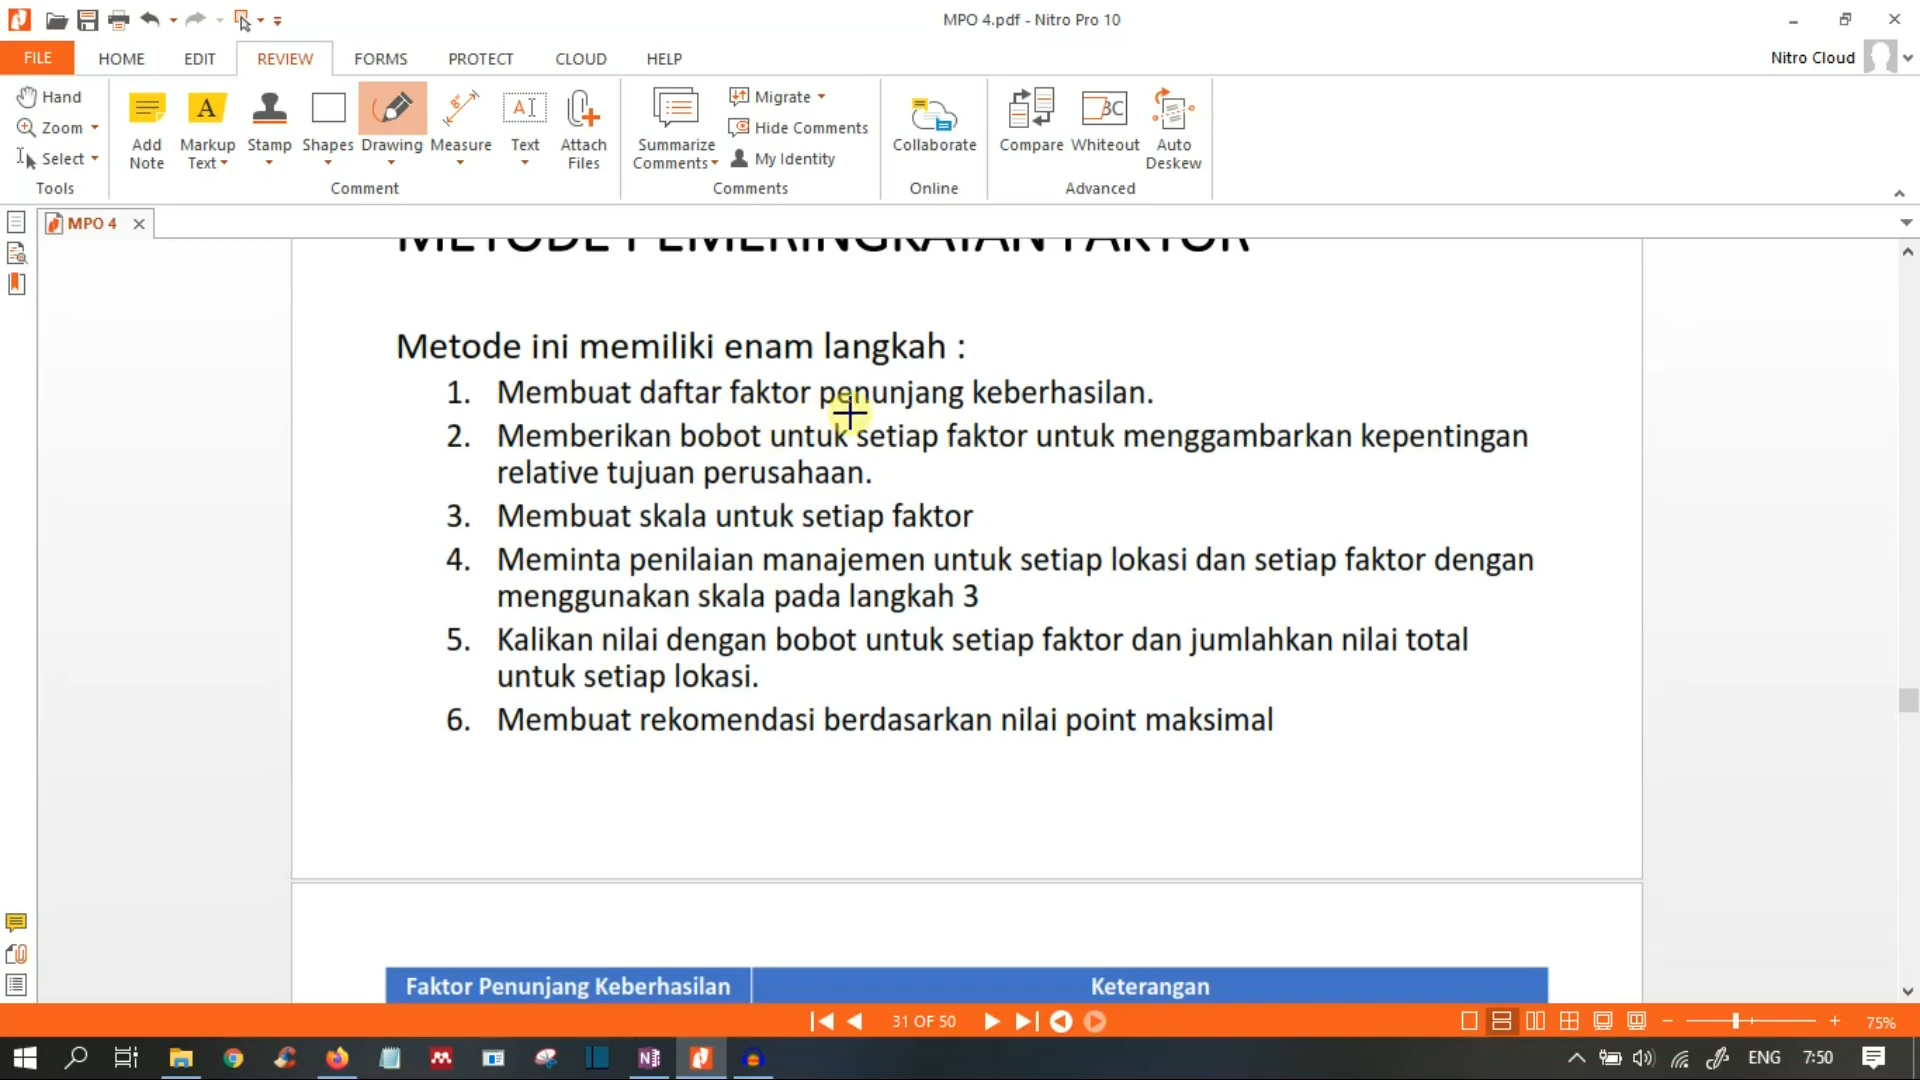 MPO 4.pdf - Nitro Pro 10
FILE HOME EDIT REVIEW FORMS PROTECT CLOUD HELP
Nitro Cloud
Hand
Zoom
Select
Tools
Add Note
Markup Text
Stamp
Shapes
Drawing
Measure
Text
Attach Files
Comment
Summarize Comments
Migrate
Hide Comments
My Identity
Comments
Collaborate
Online
Compare
Whiteout
Auto Deskew
Advanced
MPO 4
METODE PEMERINGKATAN FAKTOR
Metode ini memiliki enam langkah :
1. Membuat daftar faktor penunjang keberhasilan.
2. Memberikan bobot untuk setiap faktor untuk menggambarkan kepentingan
relative tujuan perusahaan.
3. Membuat skala untuk setiap faktor
4. Meminta penilaian manajemen untuk setiap lokasi dan setiap faktor dengan
menggunakan skala pada langkah 3
5. Kalikan nilai dengan bobot untuk setiap faktor dan jumlahkan nilai total
untuk setiap lokasi.
6. Membuat rekomendasi berdasarkan nilai point maksimal
Faktor Penunjang Keberhasilan Keterangan
31 OF 50
75%
ENG 7:50